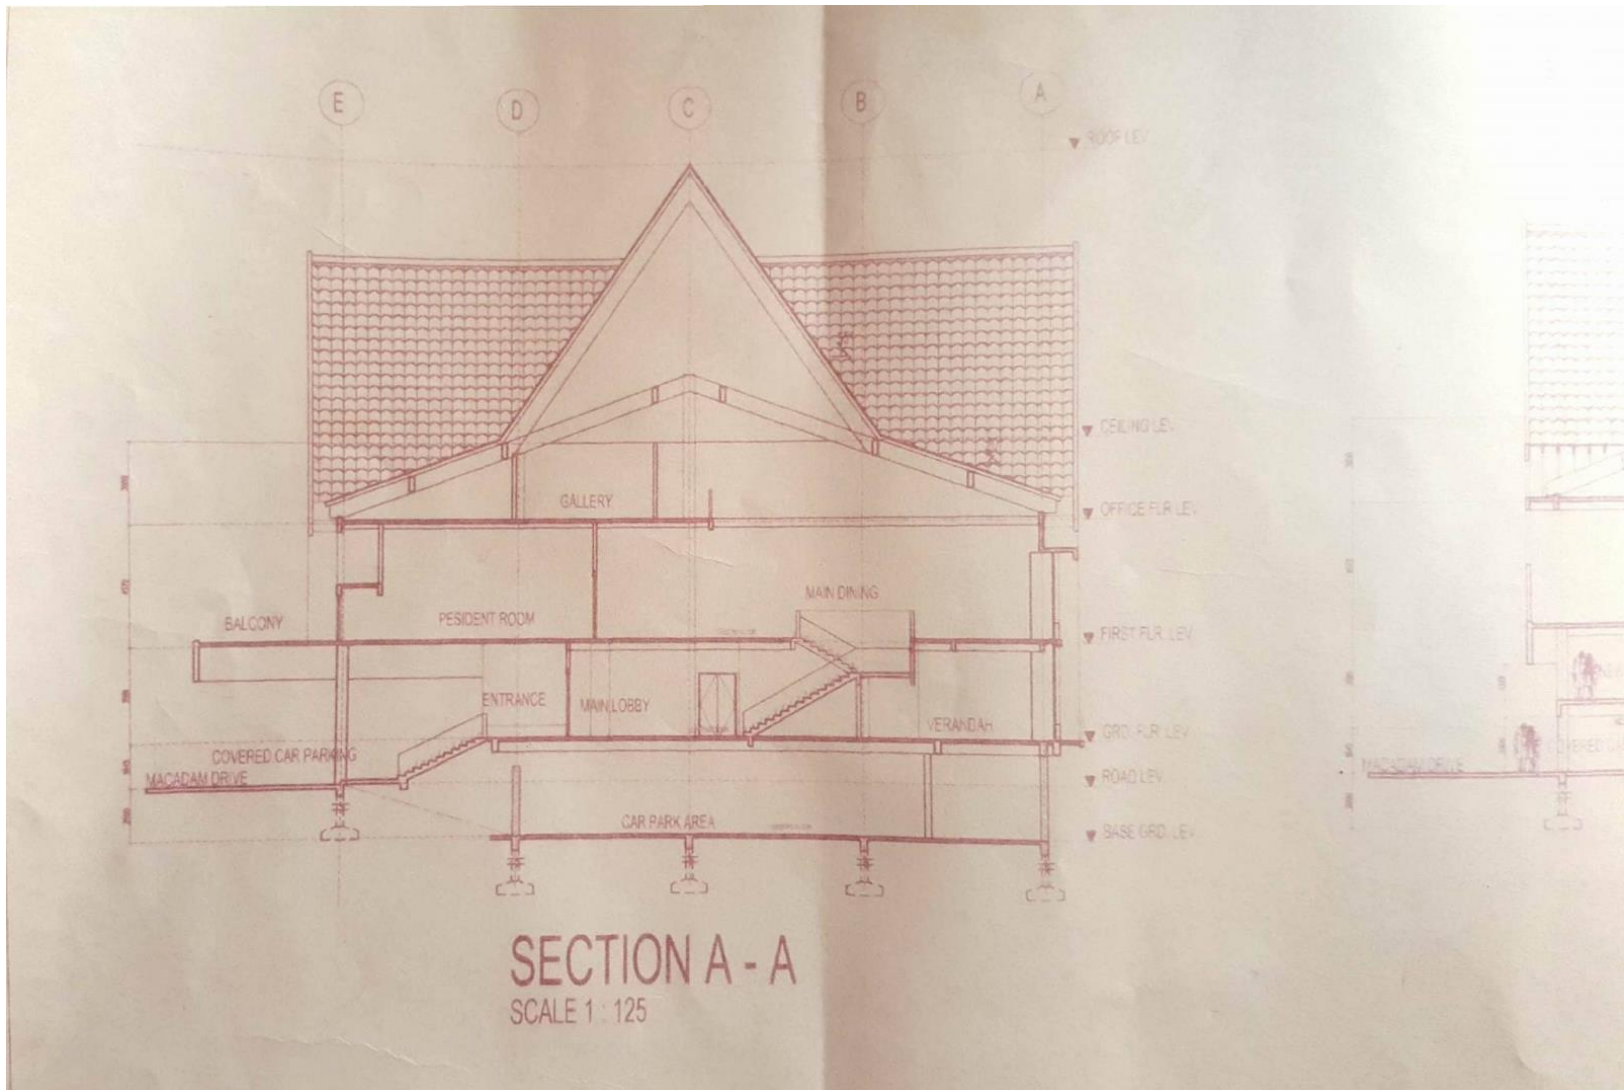 E
D
C
B
A
ROOF LEV.
CEILING LEV.
GALLERY
OFFICE FLR LEV.
MAIN DINING
BALCONY
PESIDENT ROOM
FIRST FLR. LEV.
ENTRANCE
MAIN LOBBY
VERANDAH
GRD. FLR LEV.
COVERED CAR PARKING
MACADAM DRIVE
ROAD LEV.
MACADAM DRIVE
CAR PARK AREA
BASE GRD. LEV.
SECTION A - A
SCALE 1 : 125